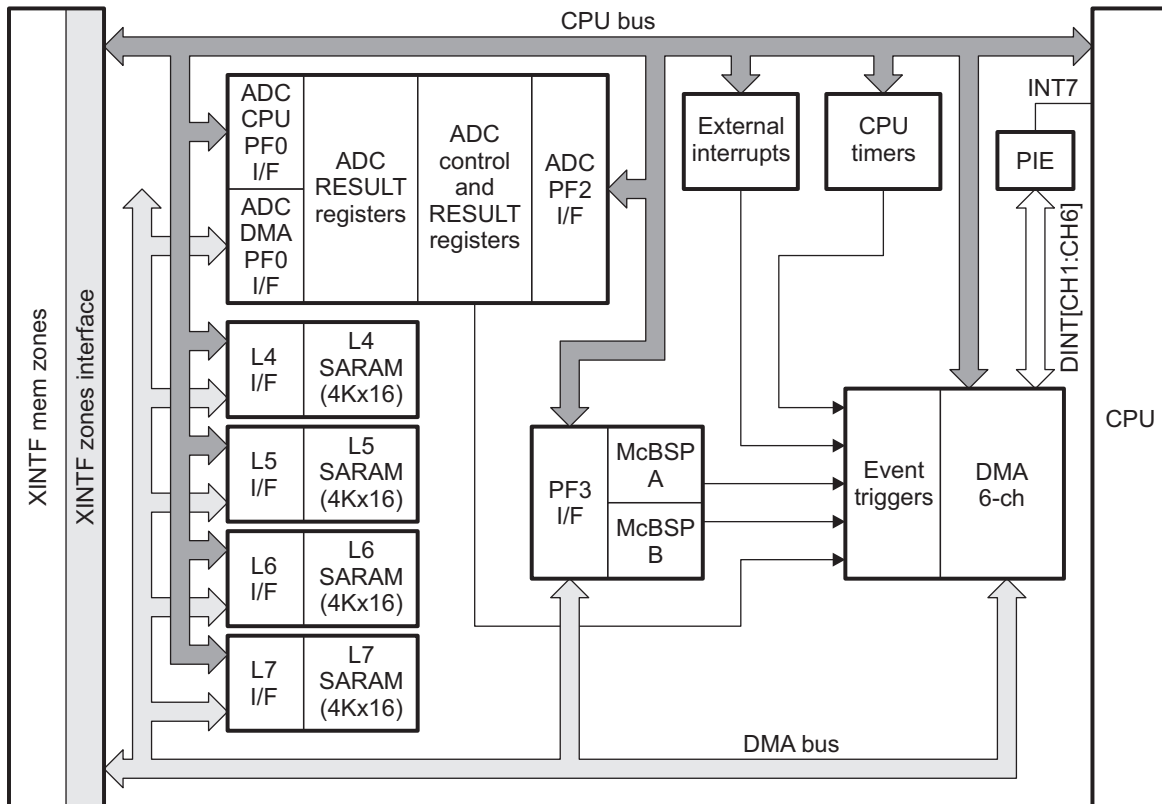 CPU bus
XINTF mem zones
XINTF zones interface
ADC
CPU
PF0
I/F
ADC
DMA
PF0
I/F
ADC
RESULT
registers
ADC
control
and
RESULT
registers
ADC
PF2
I/F
External
interrupts
CPU
timers
INT7
PIE
DINT[CH1:CH6]
CPU
L4
I/F
L4
SARAM
(4Kx16)
L5
I/F
L5
SARAM
(4Kx16)
L6
I/F
L6
SARAM
(4Kx16)
L7
I/F
L7
SARAM
(4Kx16)
PF3
I/F
McBSP
A
McBSP
B
Event
triggers
DMA
6-ch
DMA bus